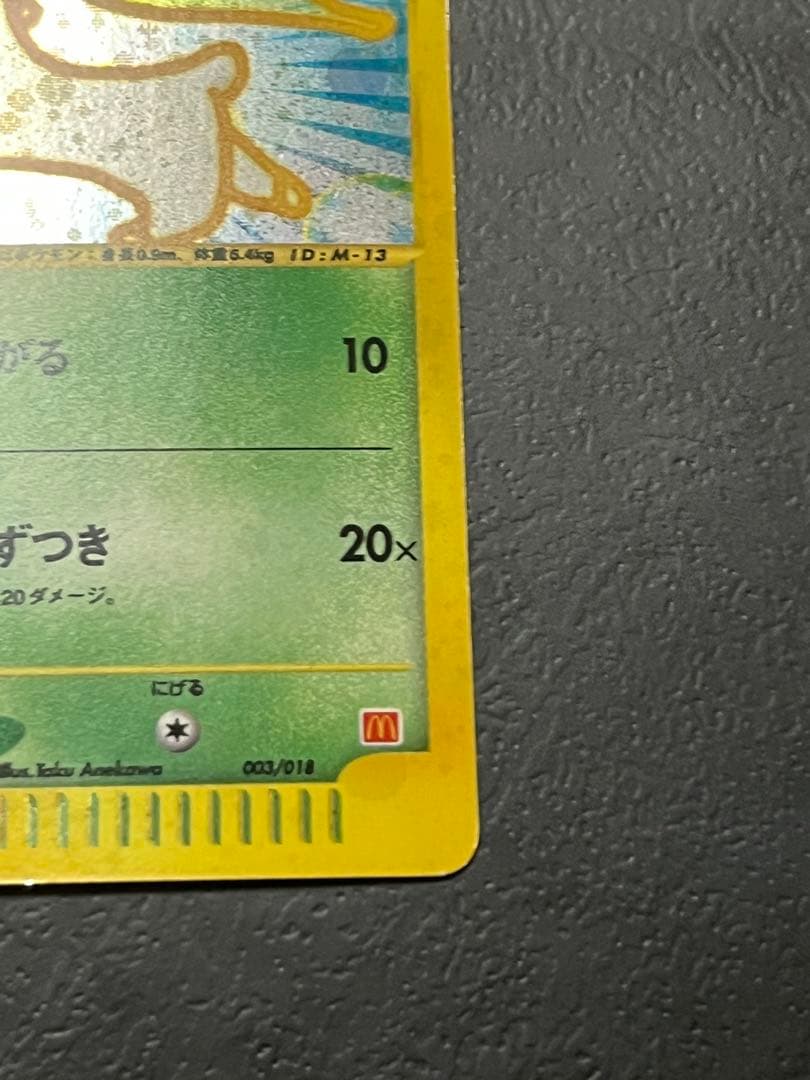 ポケモン：身長0.9m、体重6.4kg ID:M-13
がる 10
ずつき 20×
20ダメージ。
にげる
Illus. Taku Anekawa 003/018